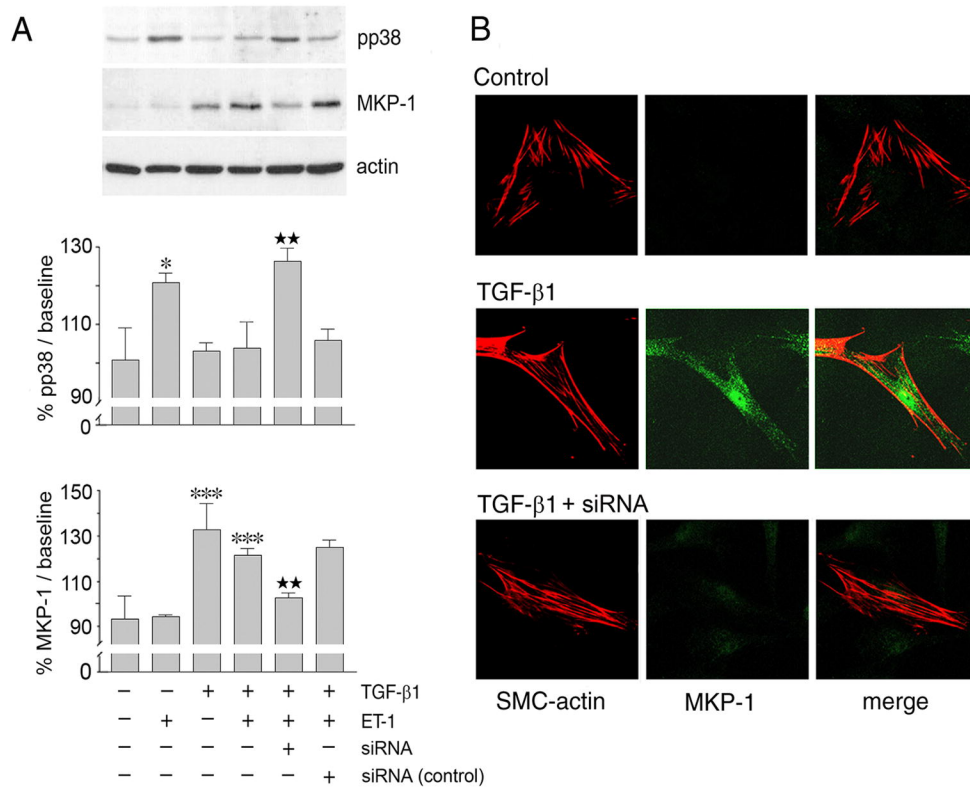 A
pp38
MKP-1
actin
% pp38 / baseline
130
110
90
0
*
★★
% MKP-1 / baseline
150
130
110
90
0
***
***
★★
– – + + + + TGF-β1
– + – + + + ET-1
– – – – + – siRNA
– – – – – + siRNA (control)
B
Control
TGF-β1
TGF-β1 + siRNA
SMC-actin MKP-1 merge